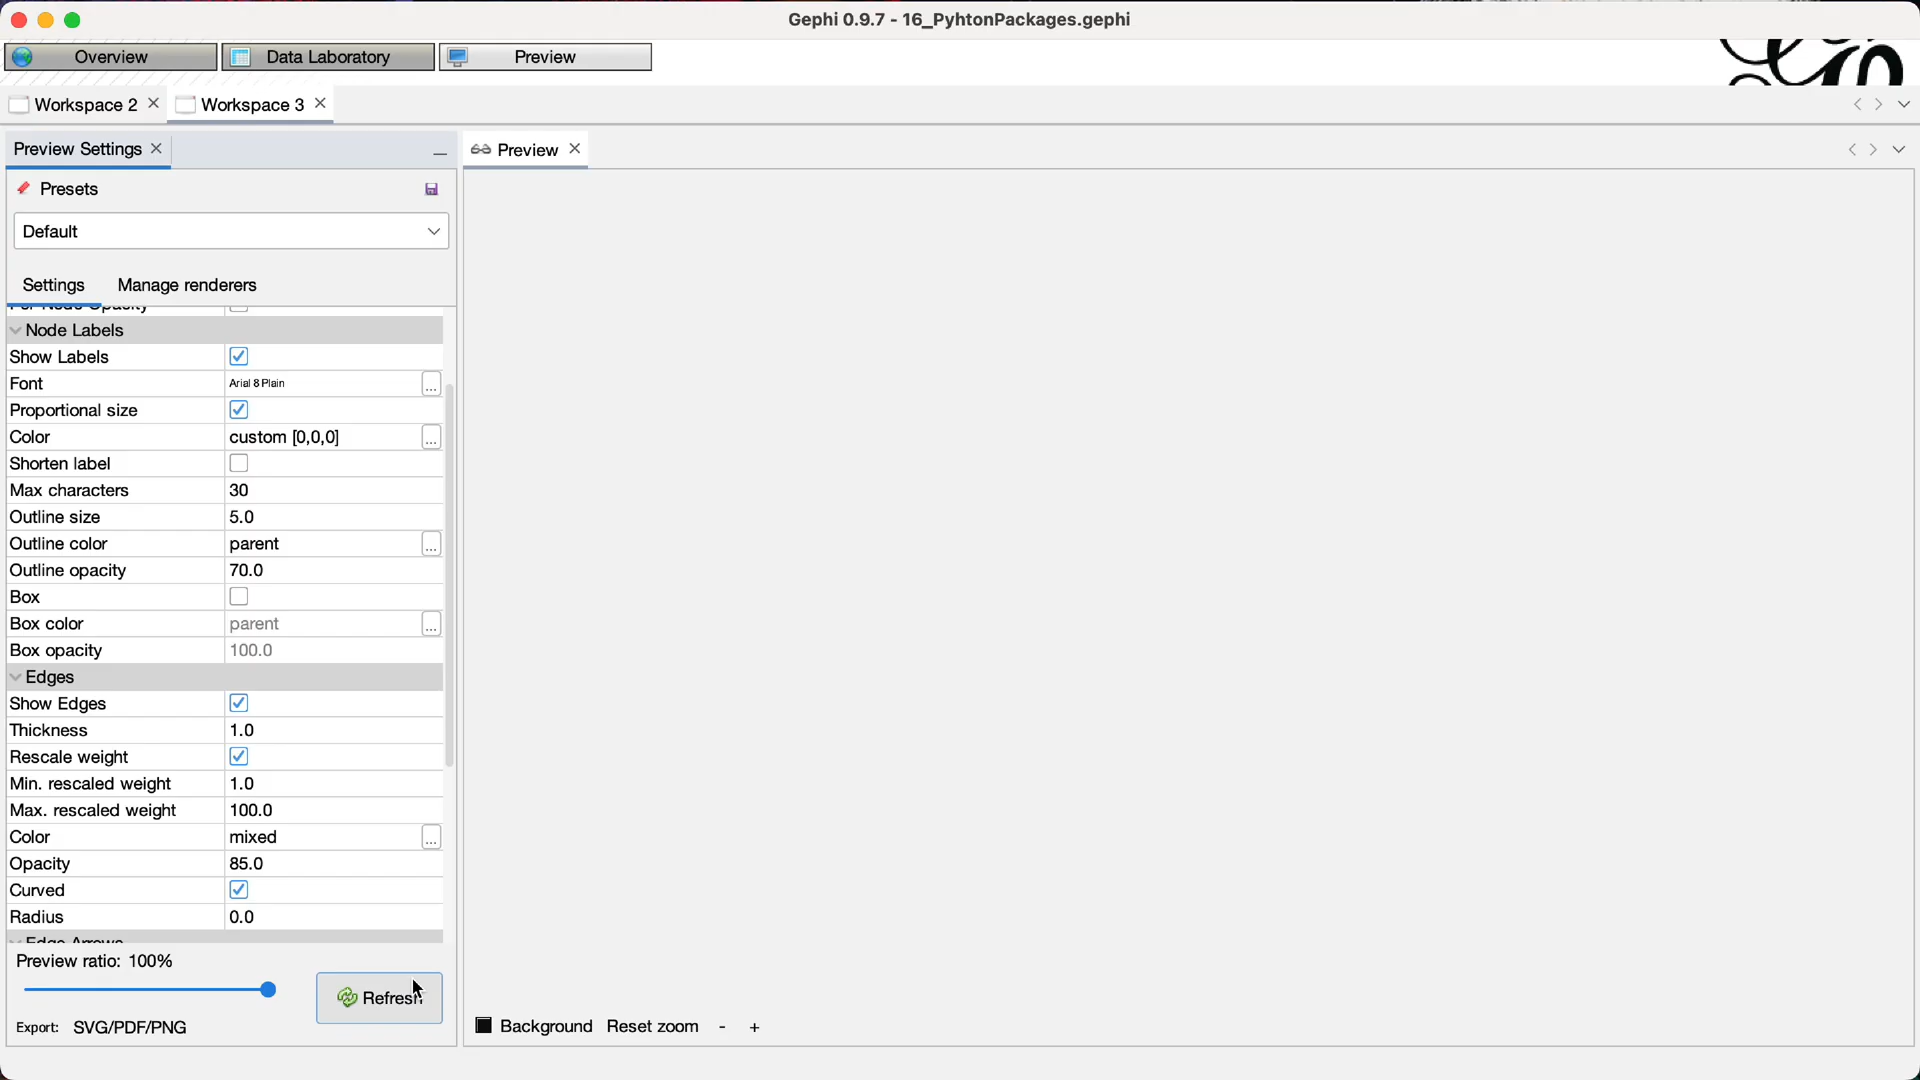 Gephi 0.9.7 - 16_PyhtonPackages.gephi
Overview
Data Laboratory
Preview
Workspace 2
Workspace 3
Preview Settings
Preview
Presets
Default
Settings
Manage renderers
Per Node Opacity
Node Labels
Show Labels
Font Arial 8 Plain ...
Proportional size
Color custom [0,0,0] ...
Shorten label
Max characters 30
Outline size 5.0
Outline color parent ...
Outline opacity 70.0
Box
Box color parent ...
Box opacity 100.0
Edges
Show Edges
Thickness 1.0
Rescale weight
Min. rescaled weight 1.0
Max. rescaled weight 100.0
Color mixed ...
Opacity 85.0
Curved
Radius 0.0
Edge Arrows
Preview ratio: 100%
Refresh
Export: SVG/PDF/PNG
Background Reset zoom - +